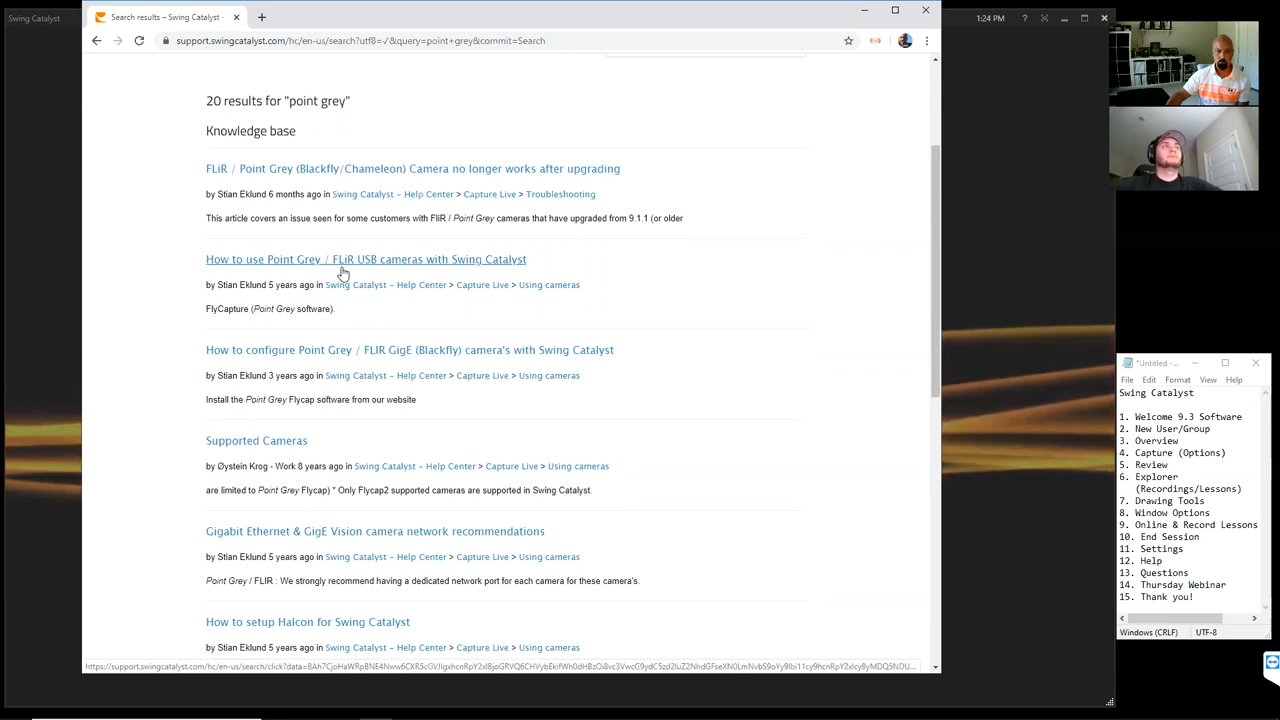 Swing Catalyst
Search results – Swing Catalyst
1:24 PM
support.swingcatalyst.com/hc/en-us/search?utf8=✓&query=point+grey&commit=Search
20 results for "point grey"
Knowledge base
FLiR / Point Grey (Blackfly/Chameleon) Camera no longer works after upgrading
by Stian Eklund 6 months ago in Swing Catalyst – Help Center > Capture Live > Troubleshooting
This article covers an issue seen for some customers with FliR / Point Grey cameras that have upgraded from 9.1.1 (or older
How to use Point Grey / FLiR USB cameras with Swing Catalyst
by Stian Eklund 5 years ago in Swing Catalyst – Help Center > Capture Live > Using cameras
FlyCapture (Point Grey software).
How to configure Point Grey / FLIR GigE (Blackfly) camera's with Swing Catalyst
by Stian Eklund 3 years ago in Swing Catalyst – Help Center > Capture Live > Using cameras
Install the Point Grey Flycap software from our website
Supported Cameras
by Øystein Krog - Work 8 years ago in Swing Catalyst – Help Center > Capture Live > Using cameras
are limited to Point Grey Flycap) * Only Flycap2 supported cameras are supported in Swing Catalyst.
Gigabit Ethernet & GigE Vision camera network recommendations
by Stian Eklund 5 years ago in Swing Catalyst – Help Center > Capture Live > Using cameras
Point Grey / FLIR : We strongly recommend having a dedicated network port for each camera for these camera's.
How to setup Halcon for Swing Catalyst
by Stian Eklund 5 years ago in Swing Catalyst – Help Center > Capture Live > Using cameras
*Untitled -...
File Edit Format View Help
Swing Catalyst
1. Welcome 9.3 Software
2. New User/Group
3. Overview
4. Capture (Options)
5. Review
6. Explorer
(Recordings/Lessons)
7. Drawing Tools
8. Window Options
9. Online & Record Lessons
10. End Session
11. Settings
12. Help
13. Questions
14. Thursday Webinar
15. Thank you!
Windows (CRLF) UTF-8